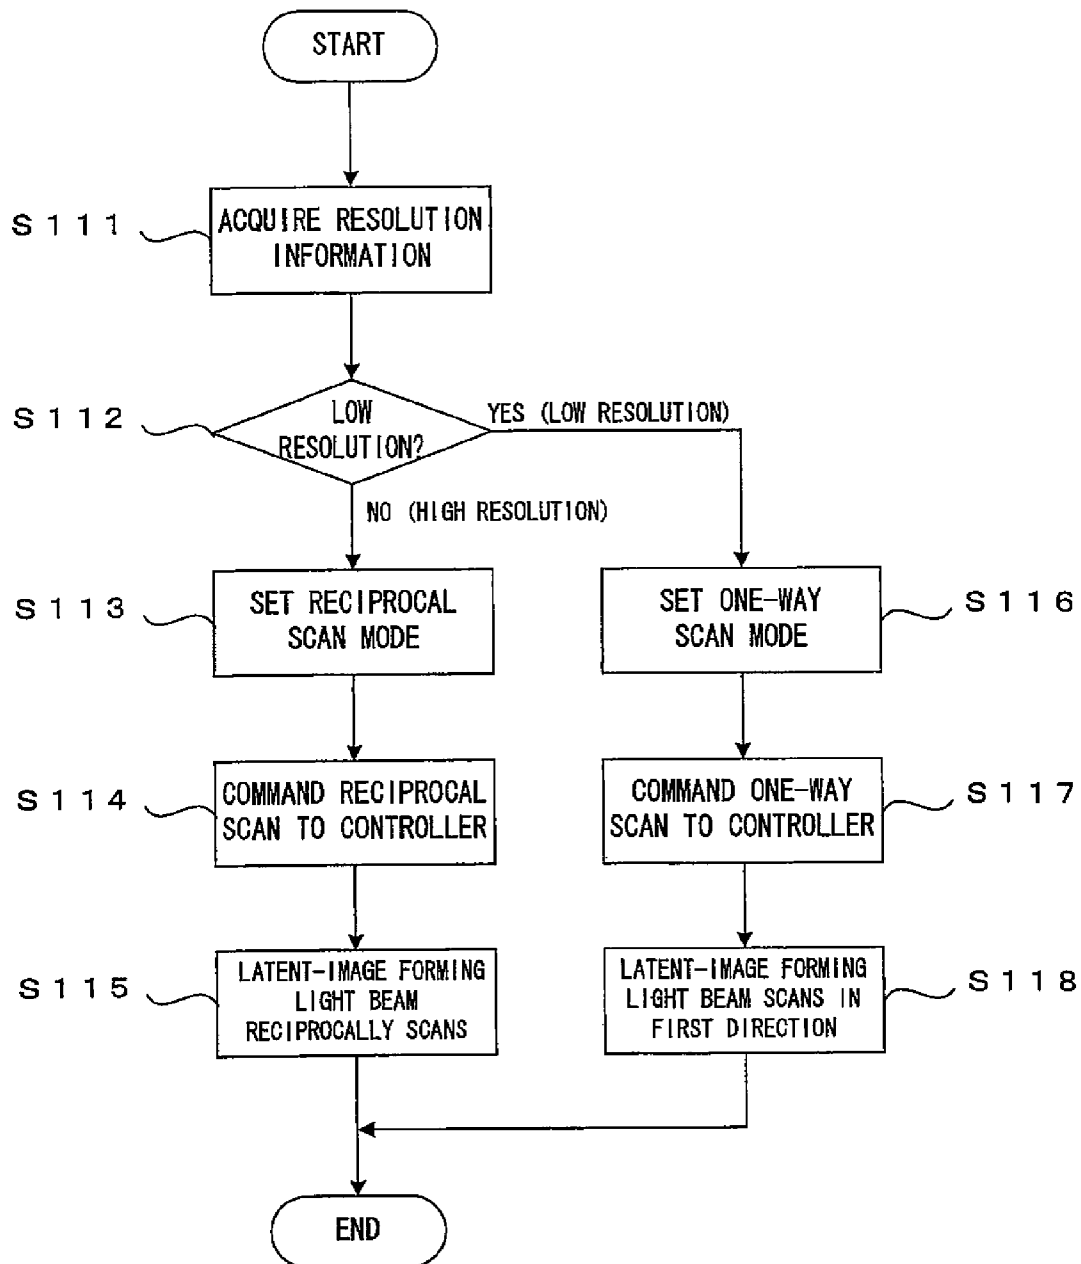 START
S111
ACQUIRE RESOLUTION
INFORMATION
S112
LOW
RESOLUTION?
YES (LOW RESOLUTION)
NO (HIGH RESOLUTION)
S113
SET RECIPROCAL
SCAN MODE
SET ONE-WAY
SCAN MODE
S116
S114
COMMAND RECIPROCAL
SCAN TO CONTROLLER
COMMAND ONE-WAY
SCAN TO CONTROLLER
S117
S115
LATENT-IMAGE FORMING
LIGHT BEAM
RECIPROCALLY SCANS
LATENT-IMAGE FORMING
LIGHT BEAM SCANS IN
FIRST DIRECTION
S118
END